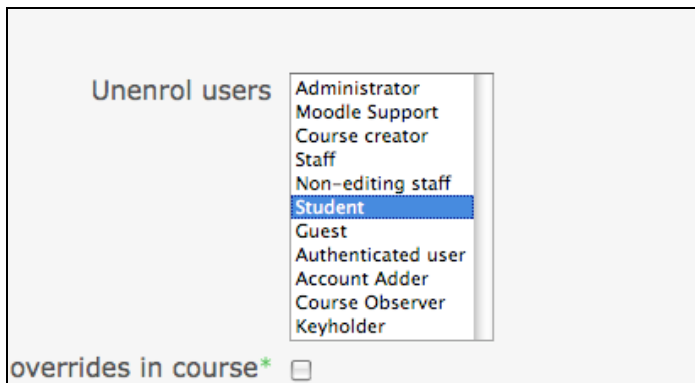 Unenrol users
Administrator
Moodle Support
Course creator
Staff
Non-editing staff
Student
Guest
Authenticated user
Account Adder
Course Observer
Keyholder
overrides in course*